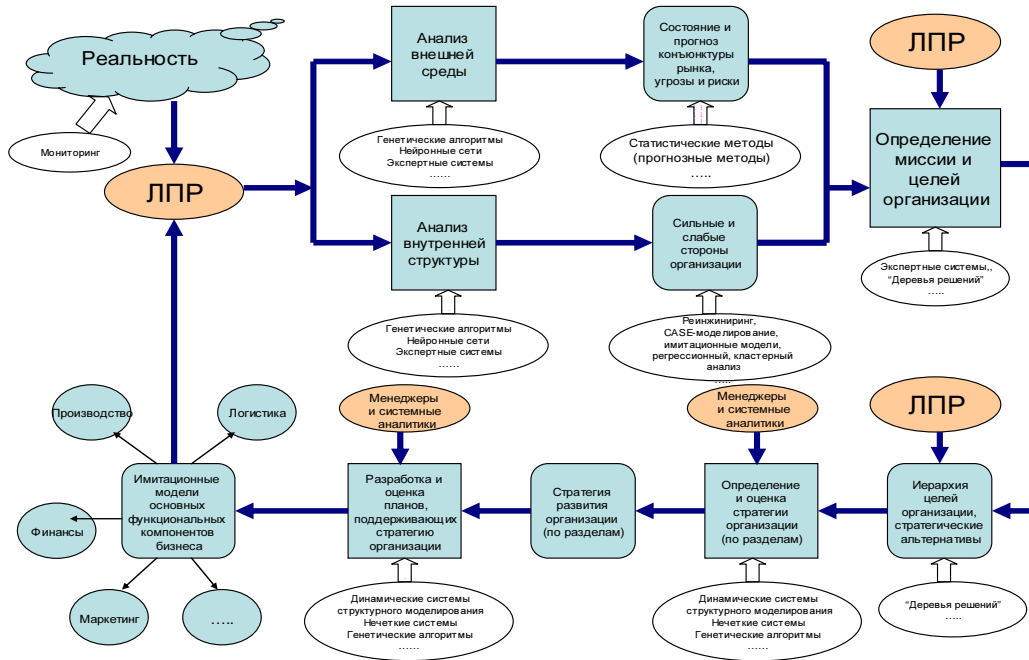 Реальность
Мониторинг
ЛПР
Анализ
внешней
среды
Генетические алгоритмы
Нейронные сети
Экспертные системы
……
Состояние и
прогноз
конъюнктуры
рынка,
угрозы и риски
Статистические методы
(прогнозные методы)
…..
ЛПР
Определение
миссии и
целей
организации
Экспертные системы,,
“Деревья решений”
…..
Анализ
внутренней
структуры
Генетические алгоритмы
Нейронные сети
Экспертные системы
……
Сильные и
слабые
стороны
организации
Реинжиниринг,
CASE-моделирование,
имитационные модели,
регрессионный, кластерный
анализ
…..
Производство
Логистика
Имитационные
модели
основных
функциональных
компонентов
бизнеса
Финансы
Маркетинг
…..
Менеджеры
и системные
аналитики
Разработка и
оценка
планов,
поддерживающих
стратегию
организации
Динамические системы
структурного моделирования
Нечеткие системы
Генетические алгоритмы
……
Стратегия
развития
организации
(по разделам)
Менеджеры
и системные
аналитики
Определение
и оценка
стратегии
организации
(по разделам)
Динамические системы
структурного моделирования
Нечеткие системы
Генетические алгоритмы
……
ЛПР
Иерархия
целей
организации,
стратегические
альтернативы
“Деревья решений”
…..